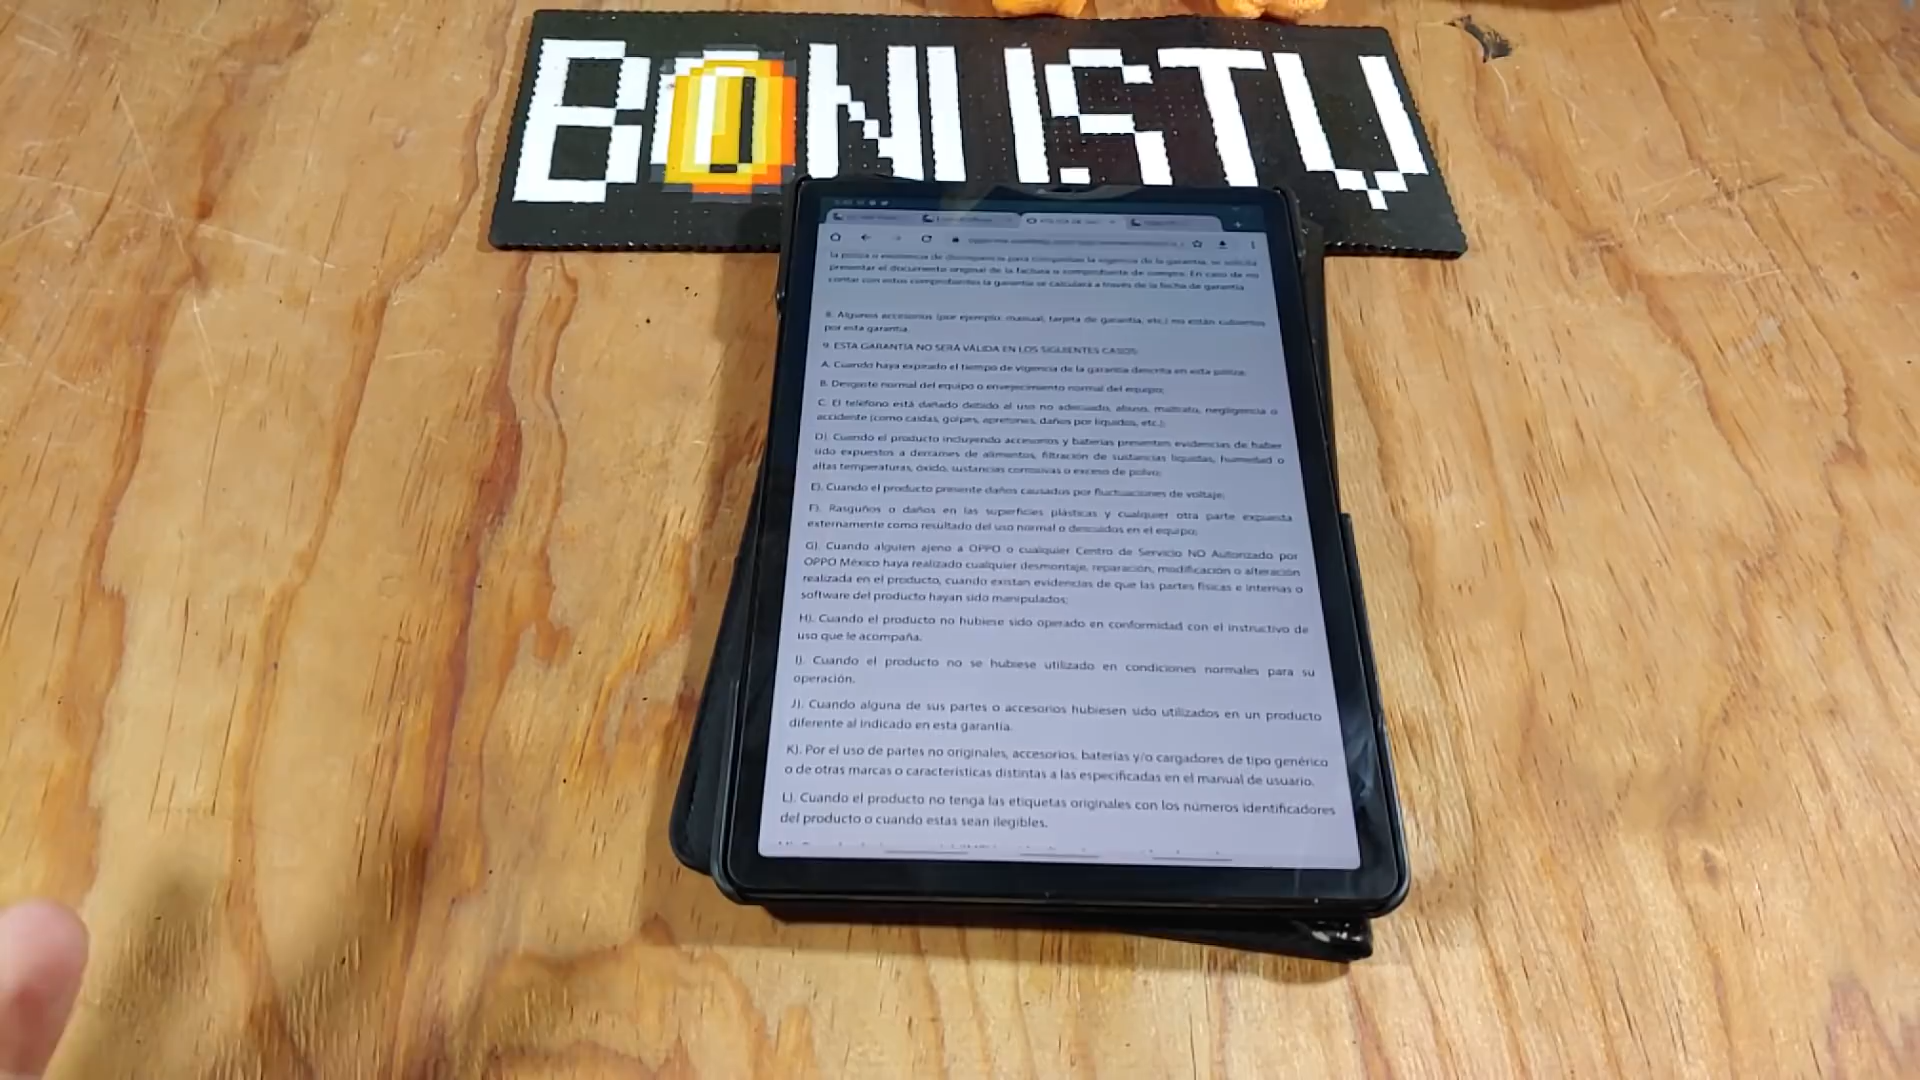 BONUSTV
la póliza o existencia de discrepancia para comprobar la vigencia de la garantía, se solicita
presentar el documento original de la factura o comprobante de compra. En caso de no
contar con estos comprobantes la garantía se calculará a través de la fecha de garantía
8. Algunos accesorios (por ejemplo: manual, tarjeta de garantía, etc.) no están cubiertos
por esta garantía.
9. ESTA GARANTÍA NO SERÁ VÁLIDA EN LOS SIGUIENTES CASOS:
A. Cuando haya expirado el tiempo de vigencia de la garantía descrita en esta póliza;
B. Desgaste normal del equipo o envejecimiento normal del equipo;
C. El teléfono está dañado debido al uso no adecuado, abuso, maltrato, negligencia o
accidente (como caídas, golpes, apretones, daños por líquidos, etc.);
D). Cuando el producto incluyendo accesorios y baterías presenten evidencias de haber
sido expuestos a derrames de alimentos, filtración de sustancias líquidas, humedad o
altas temperaturas, óxido, sustancias corrosivas o exceso de polvo;
E). Cuando el producto presente daños causados por fluctuaciones de voltaje;
F). Rasguños o daños en las superficies plásticas y cualquier otra parte expuesta
externamente como resultado del uso normal o descuidos en el equipo;
G). Cuando alguien ajeno a OPPO o cualquier Centro de Servicio NO Autorizado por
OPPO México haya realizado cualquier desmontaje, reparación, modificación o alteración
realizada en el producto, cuando existan evidencias de que las partes físicas e internas o
software del producto hayan sido manipulados;
H). Cuando el producto no hubiese sido operado en conformidad con el instructivo de
uso que le acompaña.
I). Cuando el producto no se hubiese utilizado en condiciones normales para su
operación.
J). Cuando alguna de sus partes o accesorios hubiesen sido utilizados en un producto
diferente al indicado en esta garantía.
K). Por el uso de partes no originales, accesorios, baterías y/o cargadores de tipo genérico
o de otras marcas o características distintas a las especificadas en el manual de usuario.
L). Cuando el producto no tenga las etiquetas originales con los números identificadores
del producto o cuando estas sean ilegibles.